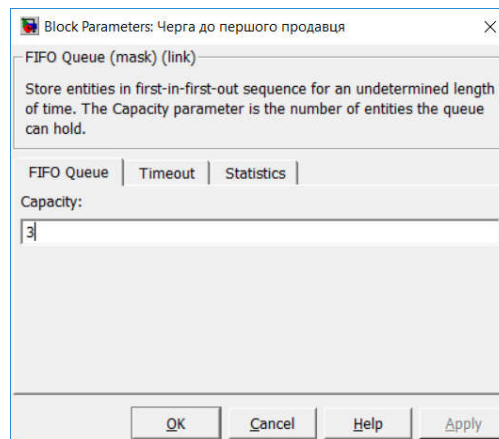 Block Parameters: Черга до першого продавця
FIFO Queue (mask) (link)
Store entities in first-in-first-out sequence for an undetermined length
of time. The Capacity parameter is the number of entities the queue
can hold.
FIFO Queue Timeout Statistics
Capacity:
3
OK Cancel Help Apply